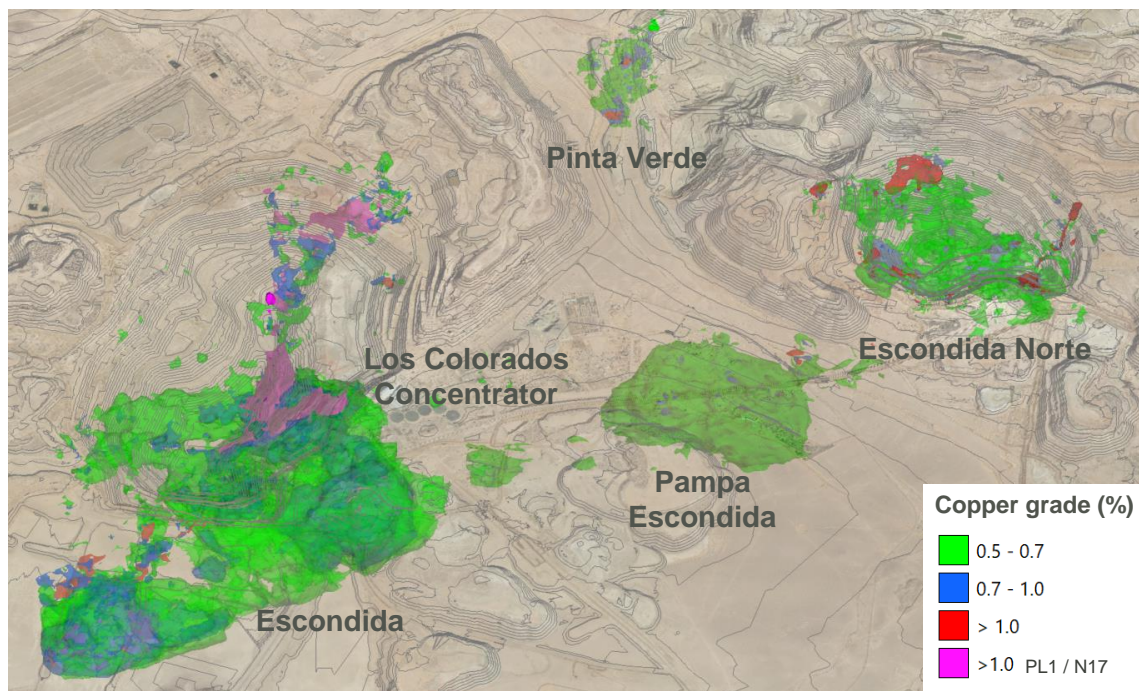 Pinta Verde
Los Colorados
Concentrator
Escondida Norte
Pampa
Escondida
Escondida
Copper grade (%)
0.5 - 0.7
0.7 - 1.0
> 1.0
>1.0 PL1 / N17